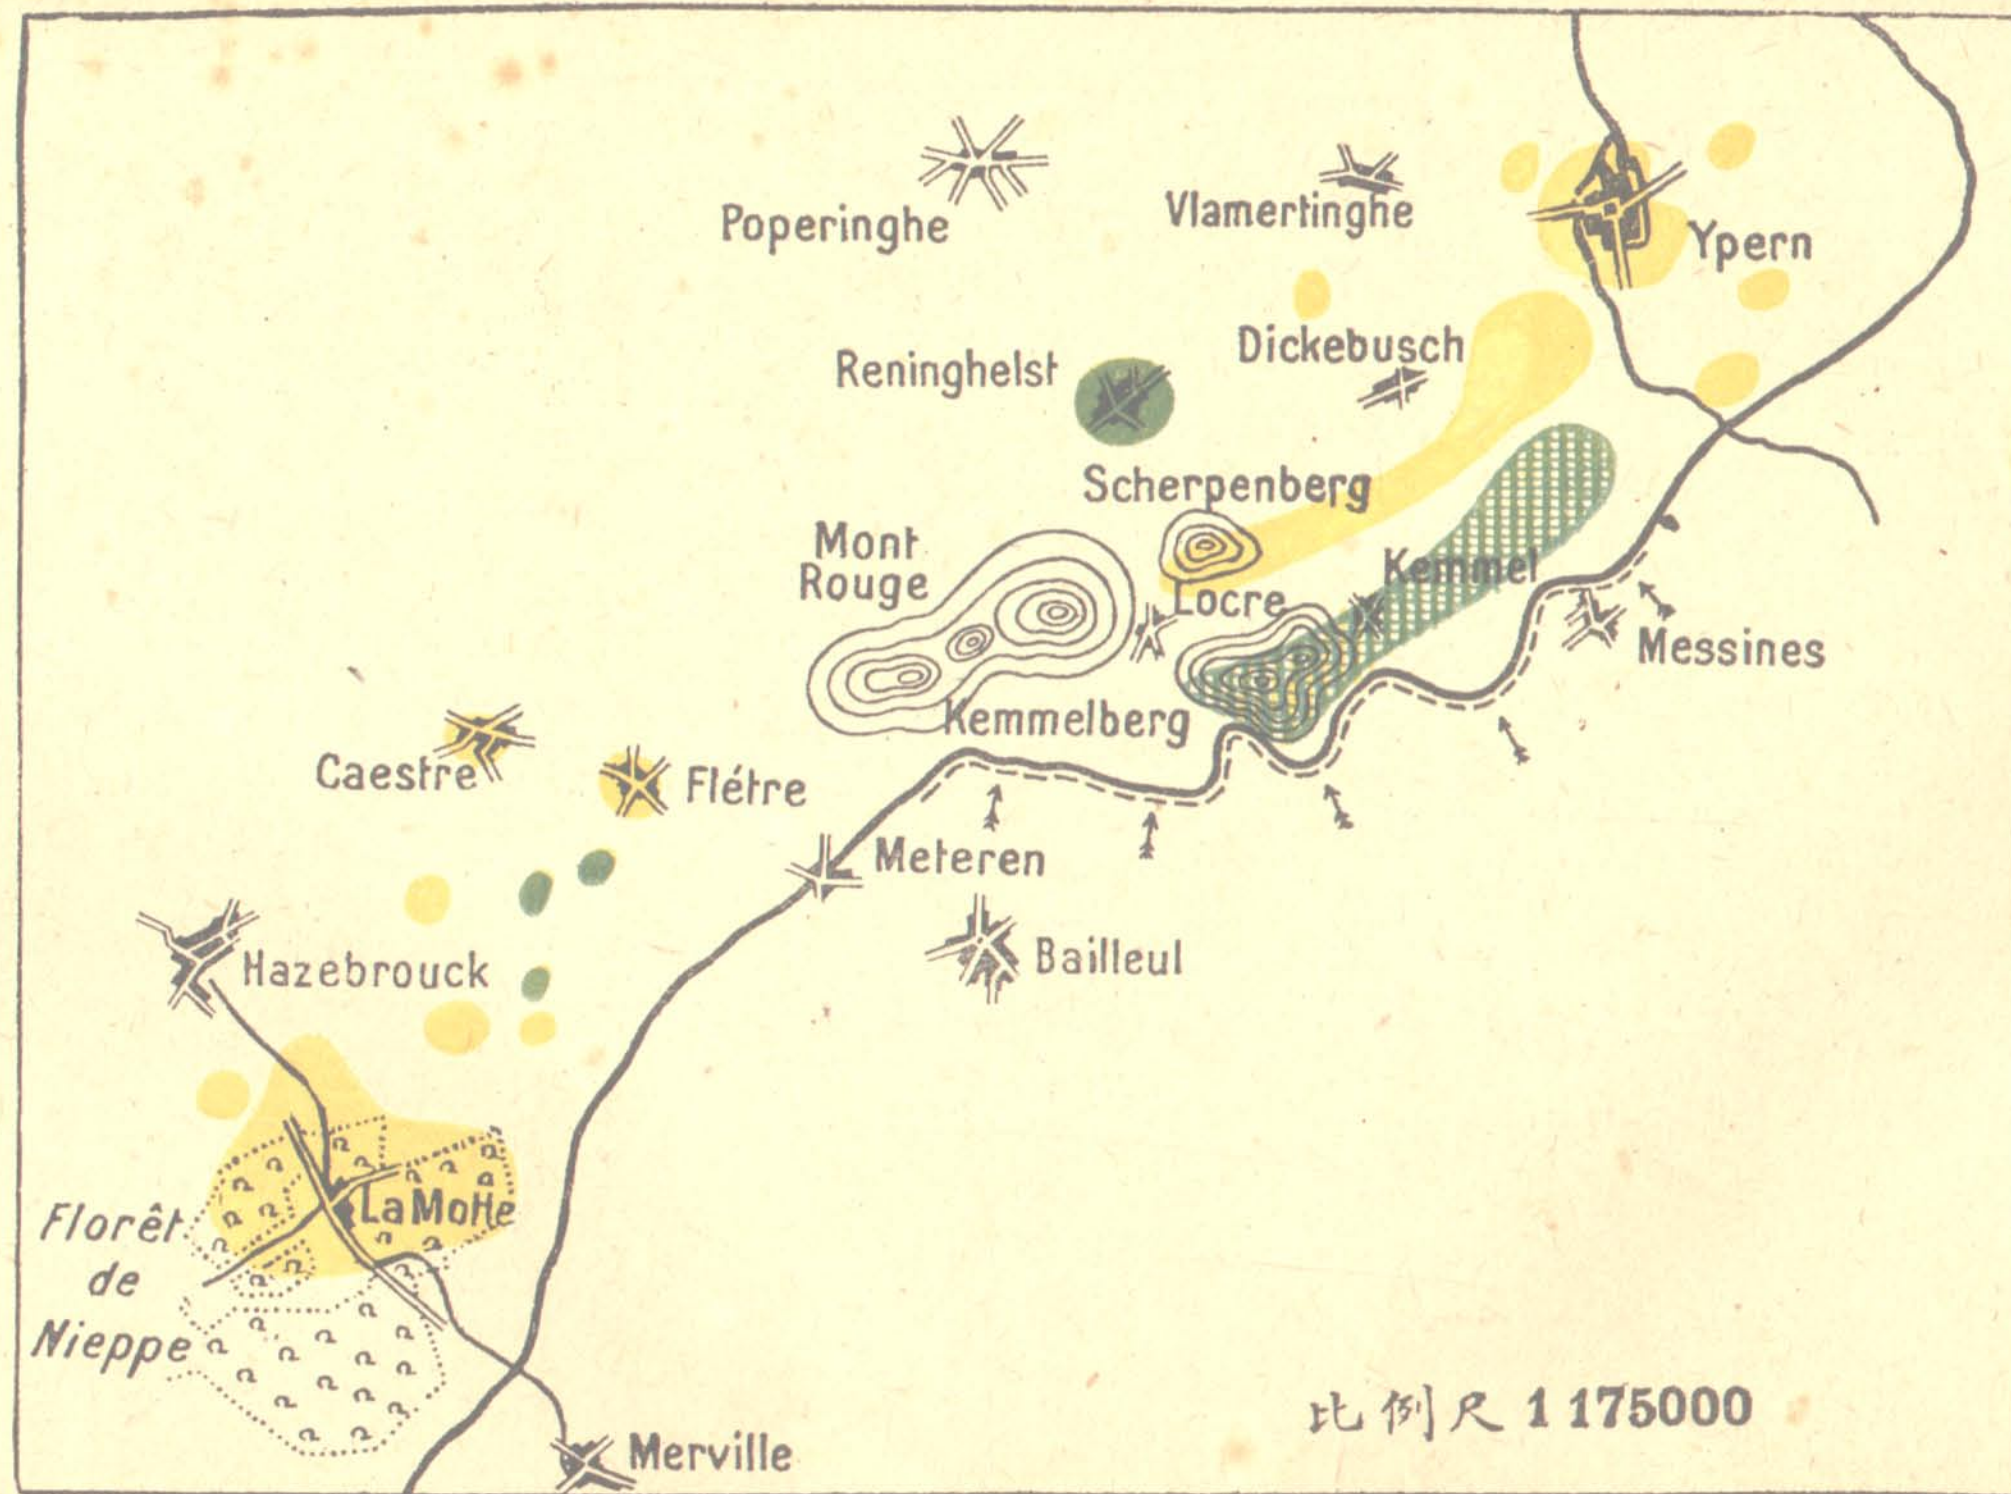 Poperinghe
Vlamertinghe
Ypern
Reninghelst
Dickebusch
Scherpenberg
Mont
Rouge
Kemmel
Locre
Messines
Kemmelberg
Caestre
Flétre
Meteren
Hazebrouck
Bailleul
La Motte
Florêt
de
Nieppe
比例尺 1 175000
Merville